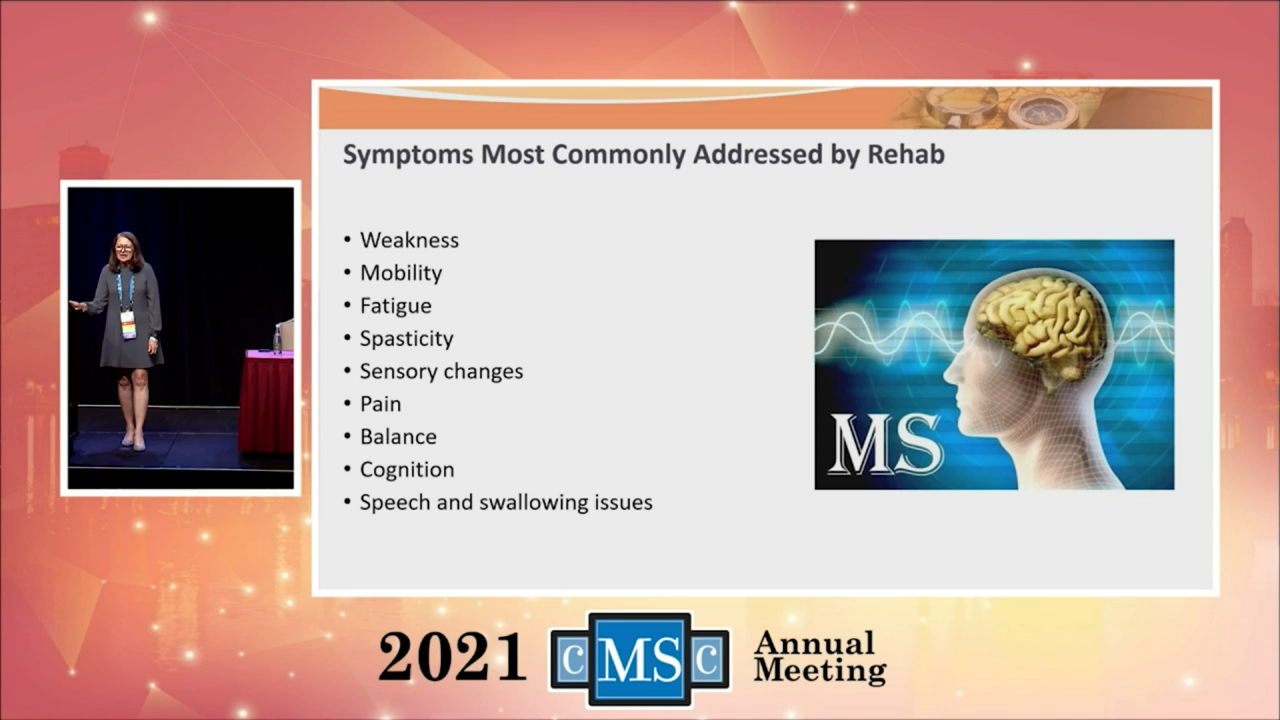 Symptoms Most Commonly Addressed by Rehab
• Weakness
• Mobility
• Fatigue
• Spasticity
• Sensory changes
• Pain
• Balance
• Cognition
• Speech and swallowing issues
MS
2021 CMSC Annual
Meeting